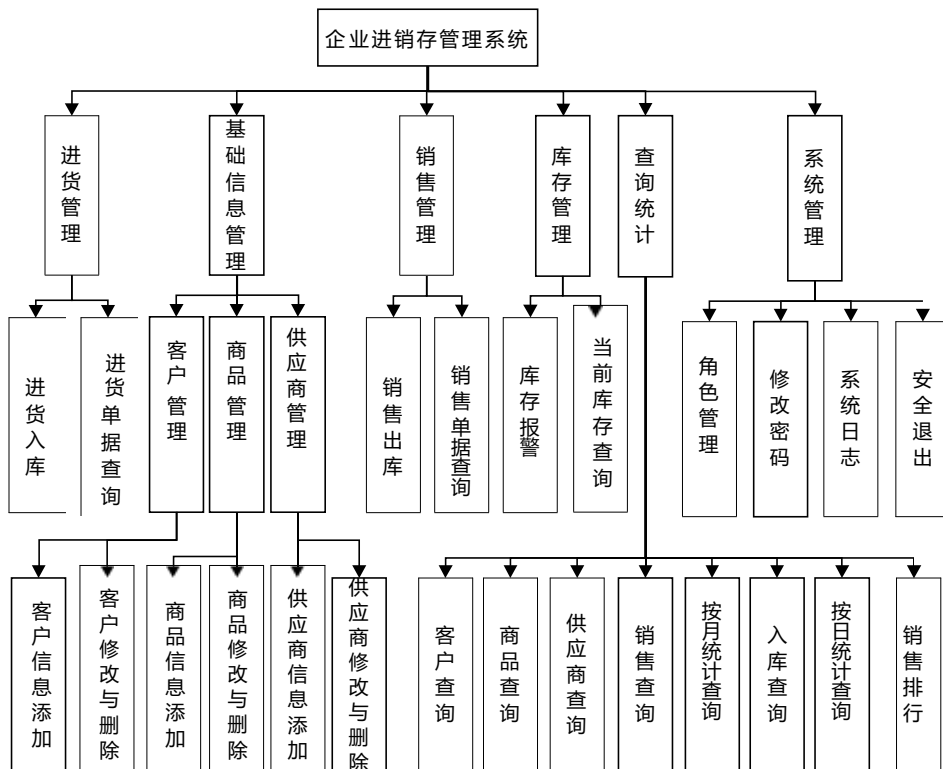 企业进销存管理系统
进货管理
基础信息管理
销售管理
库存管理
查询统计
系统管理
进货入库
进货单据查询
客户管理
商品管理
供应商管理
销售出库
销售单据查询
库存报警
当前库存查询
角色管理
修改密码
系统日志
安全退出
客户信息添加
客户修改与删除
商品信息添加
商品修改与删除
供应商信息添加
供应商修改与删除
客户查询
商品查询
供应商查询
销售查询
按月统计查询
入库查询
按日统计查询
销售排行